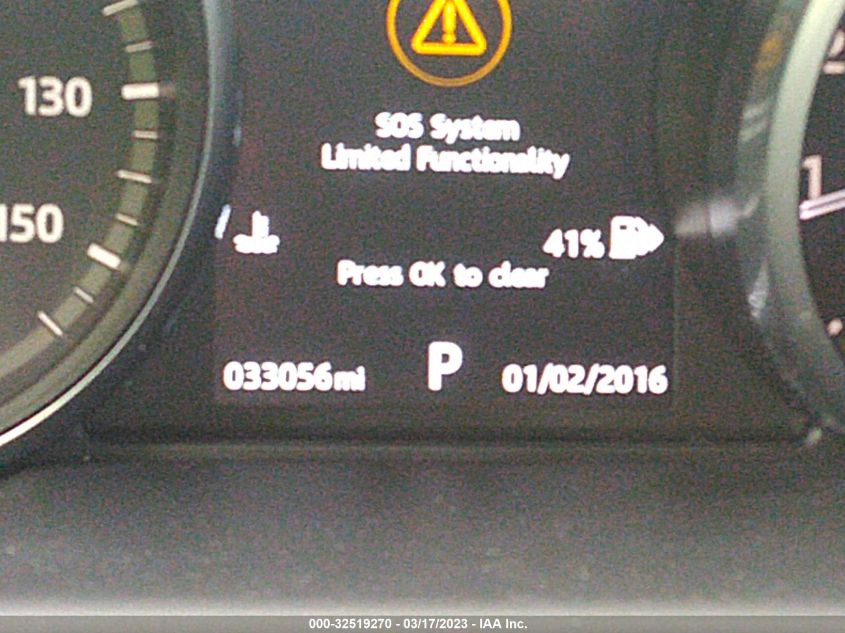 130
150
SOS System
Limited Functionality
41%
Press OK to clear
033056mi P 01/02/2016
1
000-32519270 - 03/17/2023 - IAA Inc.